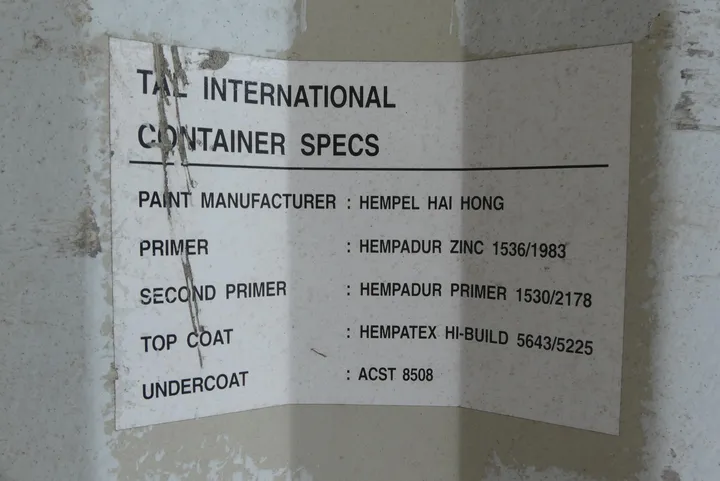 TAL INTERNATIONAL
CONTAINER SPECS
PAINT MANUFACTURER : HEMPEL HAI HONG
PRIMER : HEMPADUR ZINC 1536/1983
SECOND PRIMER : HEMPADUR PRIMER 1530/2178
TOP COAT : HEMPATEX HI-BUILD 5643/5225
UNDERCOAT : ACST 8508